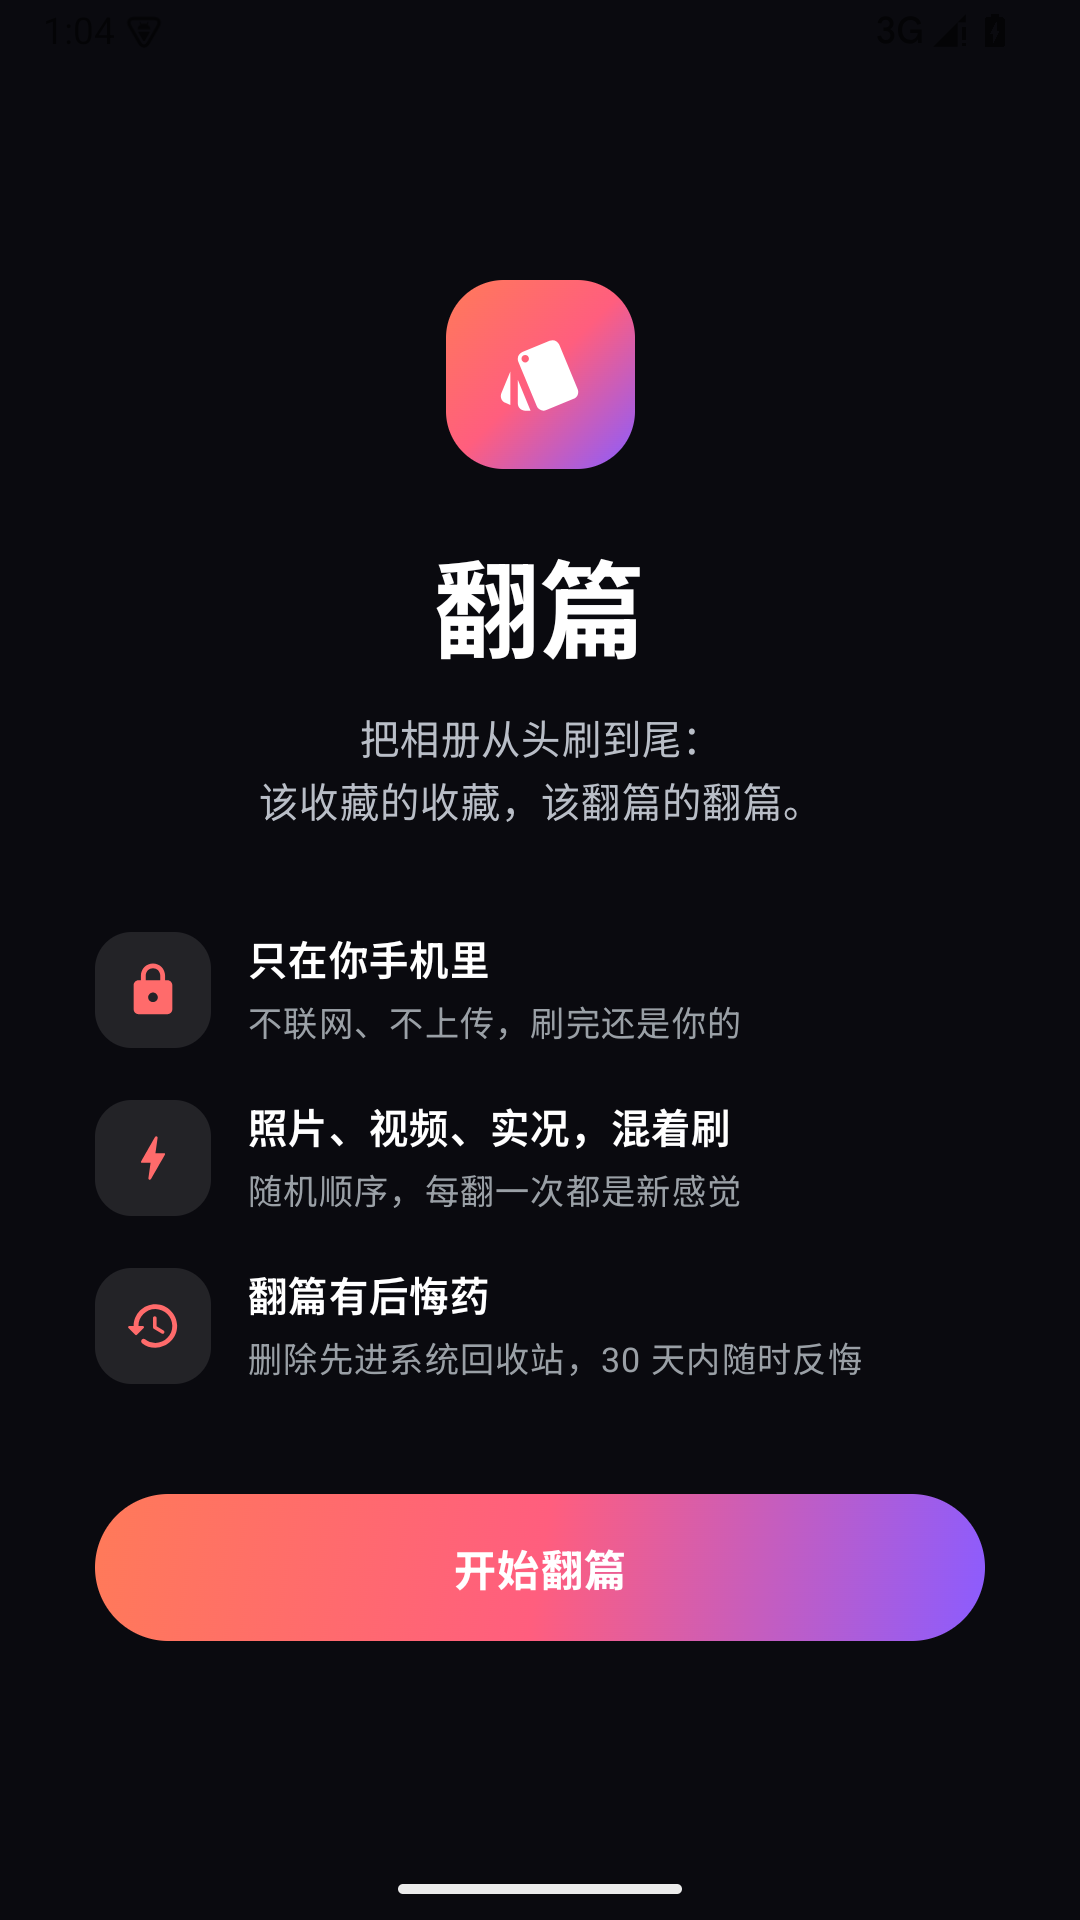 1:04
3G
翻篇
把相册从头刷到尾：
该收藏的收藏，该翻篇的翻篇。
只在你手机里
不联网、不上传，刷完还是你的
照片、视频、实况，混着刷
随机顺序，每翻一次都是新感觉
翻篇有后悔药
删除先进系统回收站，30 天内随时反悔
开始翻篇